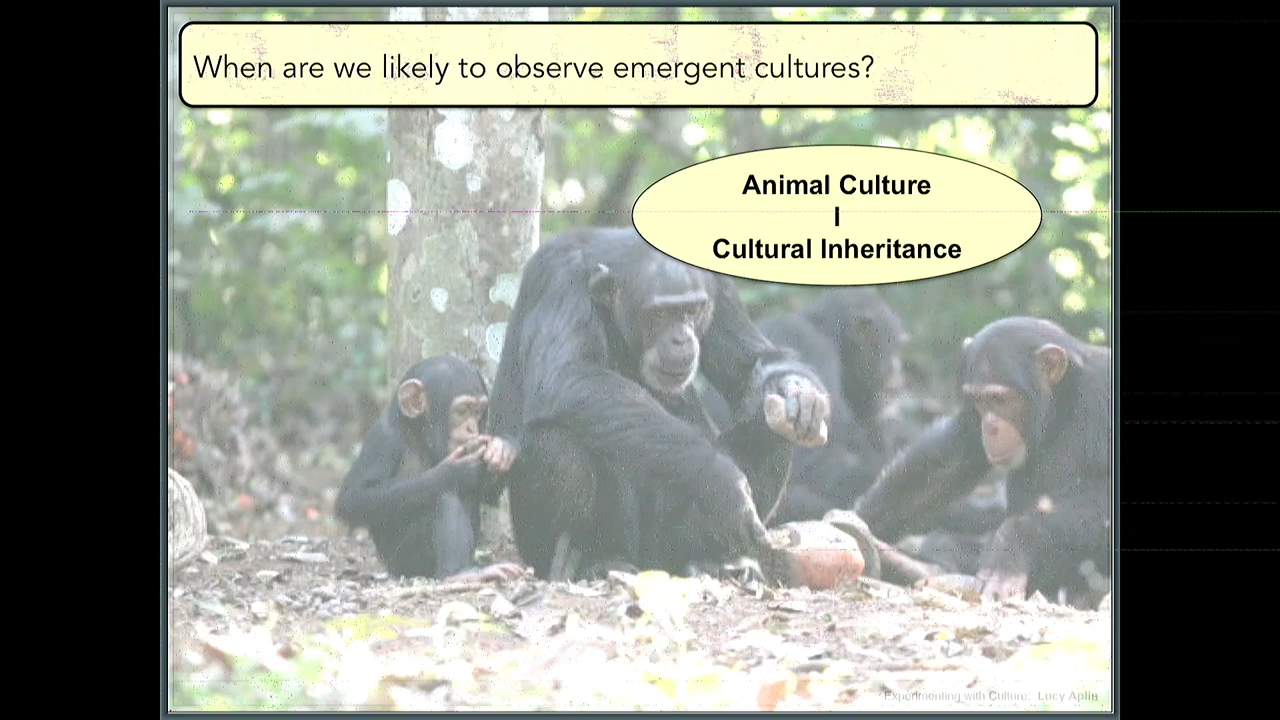 When are we likely to observe emergent cultures?
Animal Culture
I
Cultural Inheritance
Experimenting with Culture: Lucy Aplin